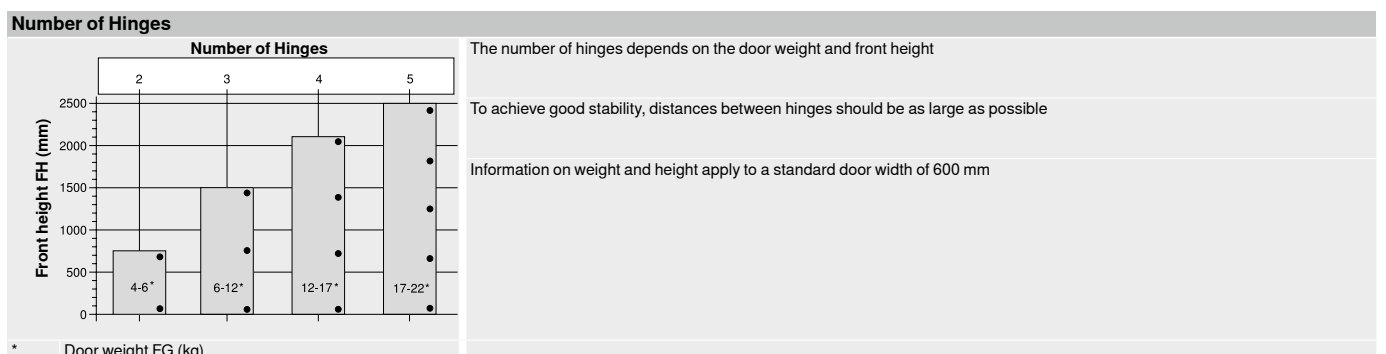 Number of Hinges
Number of Hinges
2 3 4 5
Front height FH (mm)
2500
2000
1500
1000
500
0
4-6* 6-12* 12-17* 17-22*
* Door weight FG (kg)
The number of hinges depends on the door weight and front height
To achieve good stability, distances between hinges should be as large as possible
Information on weight and height apply to a standard door width of 600 mm